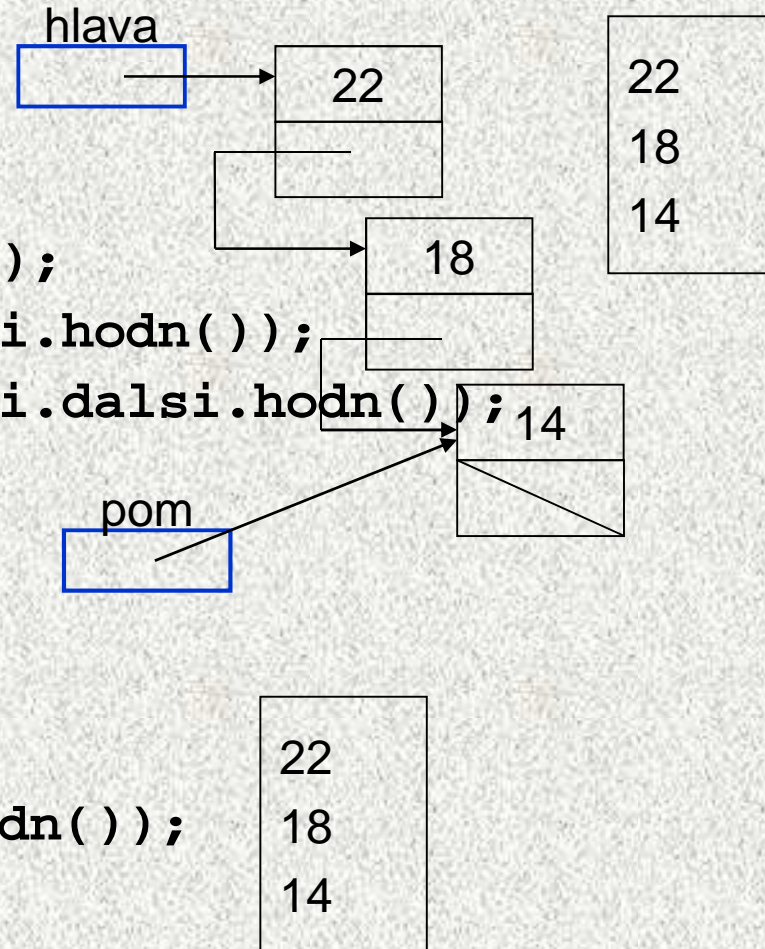 hlava
22
22
18
14
18
);
i.hodn());
i.dalsi.hodn());
14
pom
22
18
14
dn());